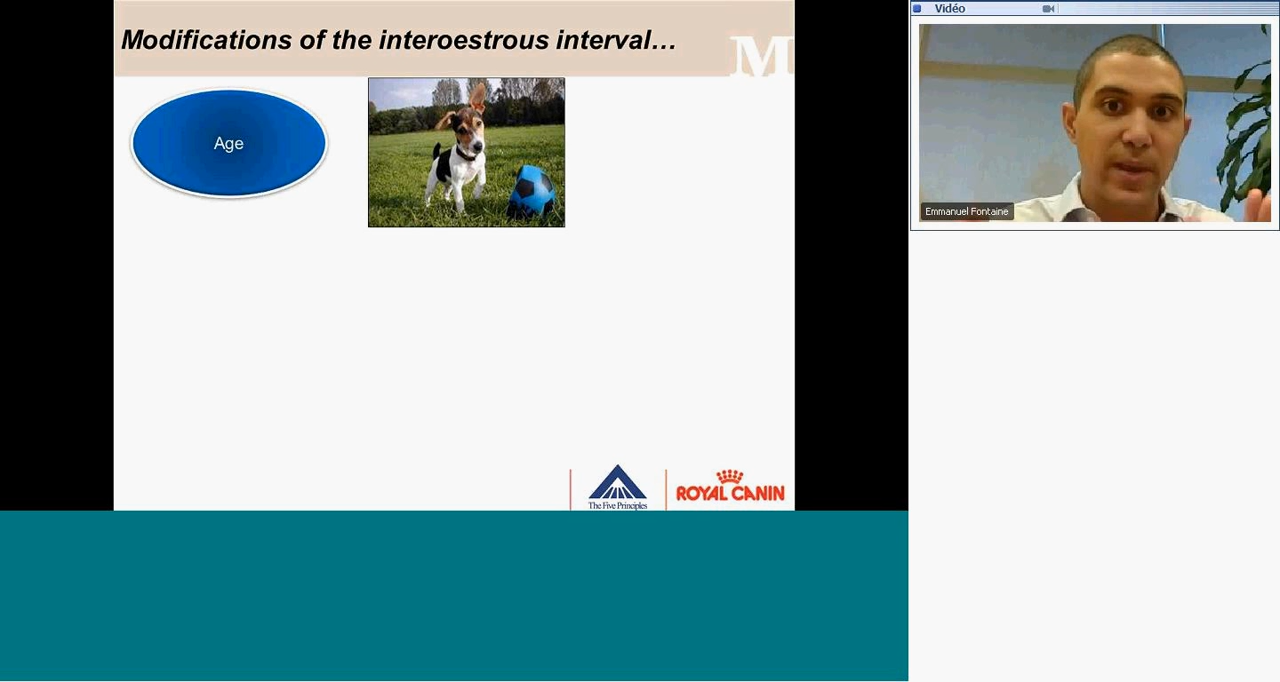 Modifications of the interoestrous interval…
M
Age
The Five Principles
ROYAL CANIN
Vidéo
Emmanuel Fontaine